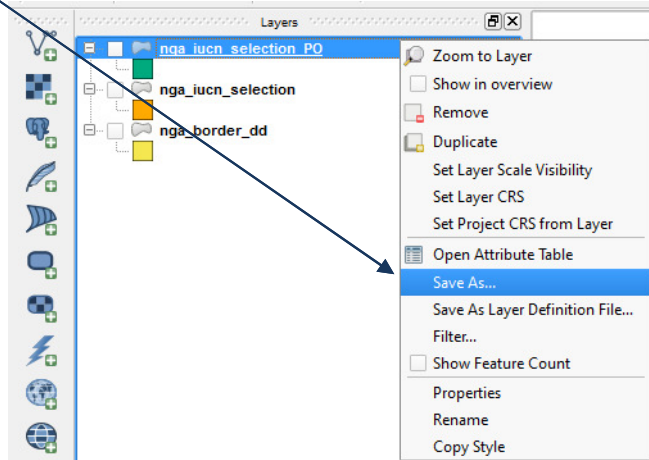 Layers
nga_iucn_selection_PO
nga_iucn_selection
nga_border_dd
Zoom to Layer
Show in overview
Remove
Duplicate
Set Layer Scale Visibility
Set Layer CRS
Set Project CRS from Layer
Open Attribute Table
Save As...
Save As Layer Definition File...
Filter...
Show Feature Count
Properties
Rename
Copy Style